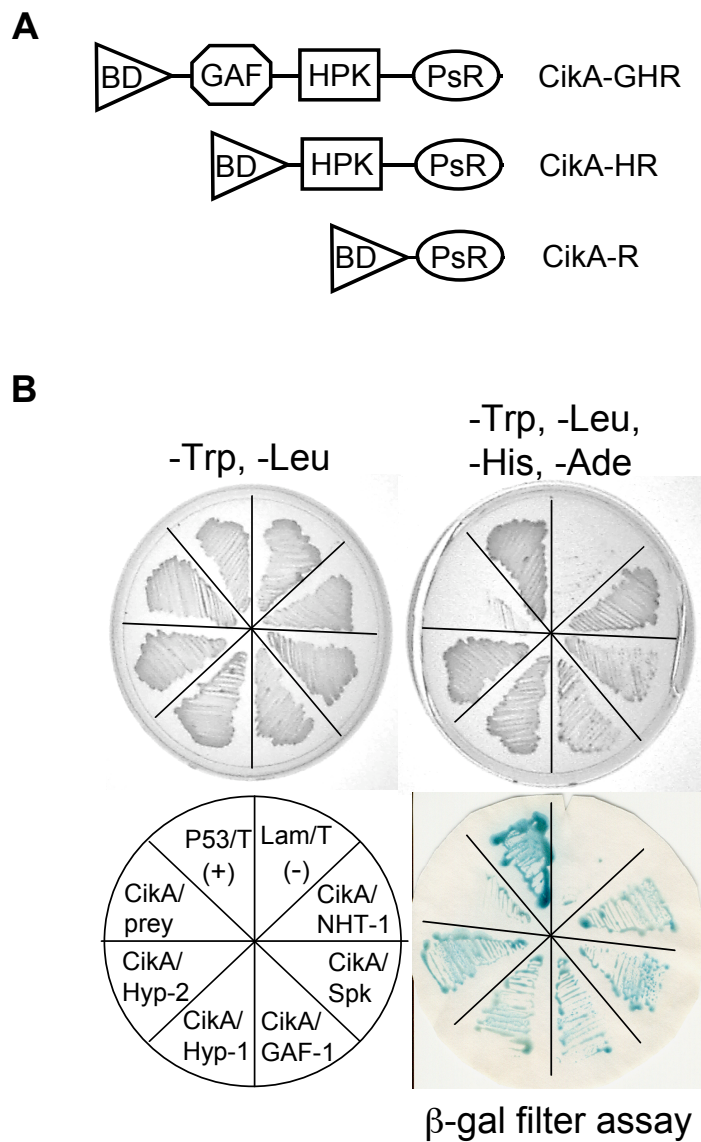 A
BD GAF HPK PsR CikA-GHR
BD HPK PsR CikA-HR
BD PsR CikA-R
B
-Trp, -Leu
-Trp, -Leu,
-His, -Ade
P53/T
(+)
Lam/T
(-)
CikA/
NHT-1
CikA/
Spk
CikA/
GAF-1
CikA/
Hyp-1
CikA/
Hyp-2
CikA/
prey
β-gal filter assay